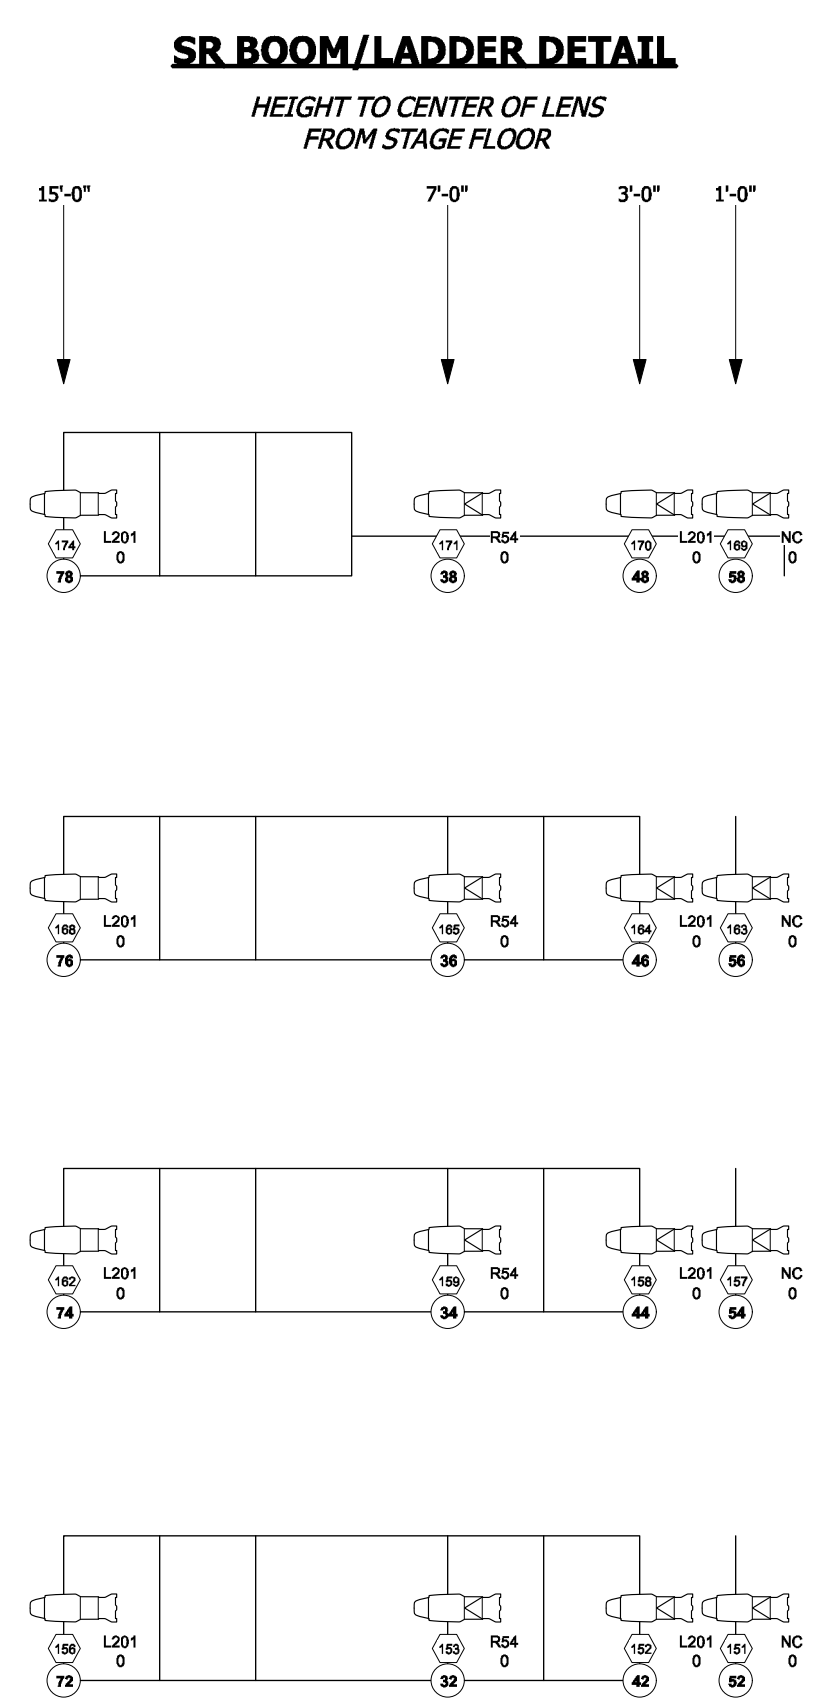 SR BOOM/LADDER DETAIL
HEIGHT TO CENTER OF LENS
FROM STAGE FLOOR
15'-0" 7'-0" 3'-0" 1'-0"
174 L201 171 R54 170 L201 169 NC
0 0 0 0
78 38 48 58
168 L201 165 R54 164 L201 163 NC
0 0 0 0
76 36 46 56
162 L201 159 R54 158 L201 157 NC
0 0 0 0
74 34 44 54
156 L201 153 R54 152 L201 151 NC
0 0 0 0
72 32 42 52